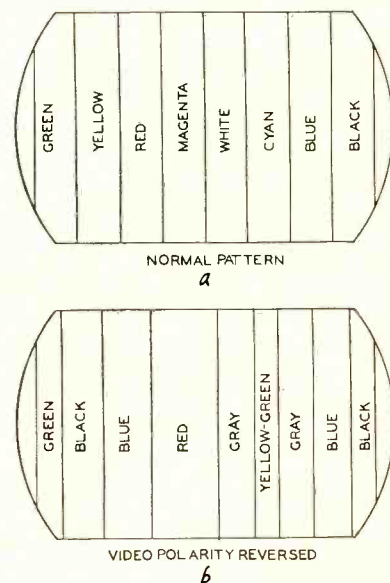 GREEN
YELLOW
RED
MAGENTA
WHITE
CYAN
BLUE
BLACK
NORMAL PATTERN
a
GREEN
BLACK
BLUE
RED
GRAY
YELLOW-GREEN
GRAY
BLUE
BLACK
VIDEO POLARITY REVERSED
b